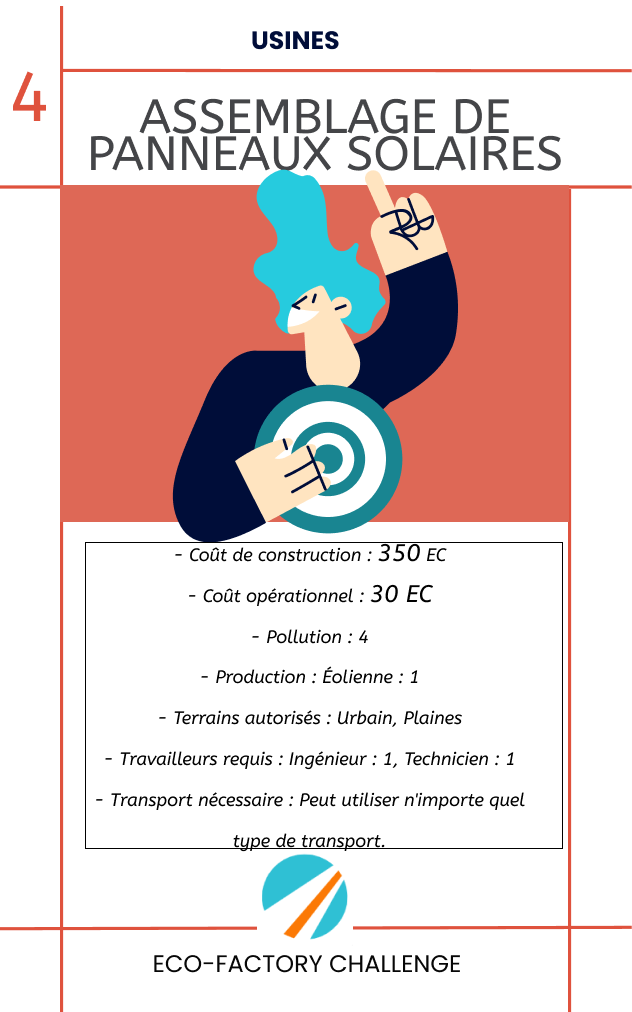 USINES
4
ASSEMBLAGE DE
PANNEAUX SOLAIRES
- Coût de construction : 350 EC
- Coût opérationnel : 30 EC
- Pollution : 4
- Production : Éolienne : 1
- Terrains autorisés : Urbain, Plaines
- Travailleurs requis : Ingénieur : 1, Technicien : 1
- Transport nécessaire : Peut utiliser n'importe quel
type de transport.
ECO-FACTORY CHALLENGE